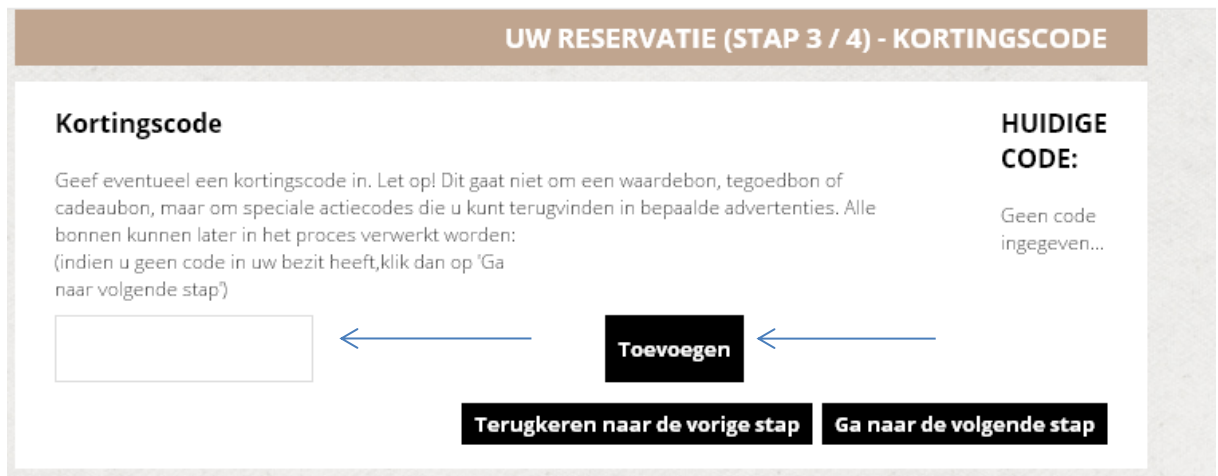 UW RESERVATIE (STAP 3 / 4) - KORTINGSCODE
Kortingscode
Geef eventueel een kortingscode in. Let op! Dit gaat niet om een waardebon, tegoedbon of
cadeaubon, maar om speciale actiecodes die u kunt terugvinden in bepaalde advertenties. Alle
bonnen kunnen later in het proces verwerkt worden:
(indien u geen code in uw bezit heeft,klik dan op 'Ga
naar volgende stap')
HUIDIGE
CODE:
Geen code
ingegeven...
Toevoegen
Terugkeren naar de vorige stap
Ga naar de volgende stap